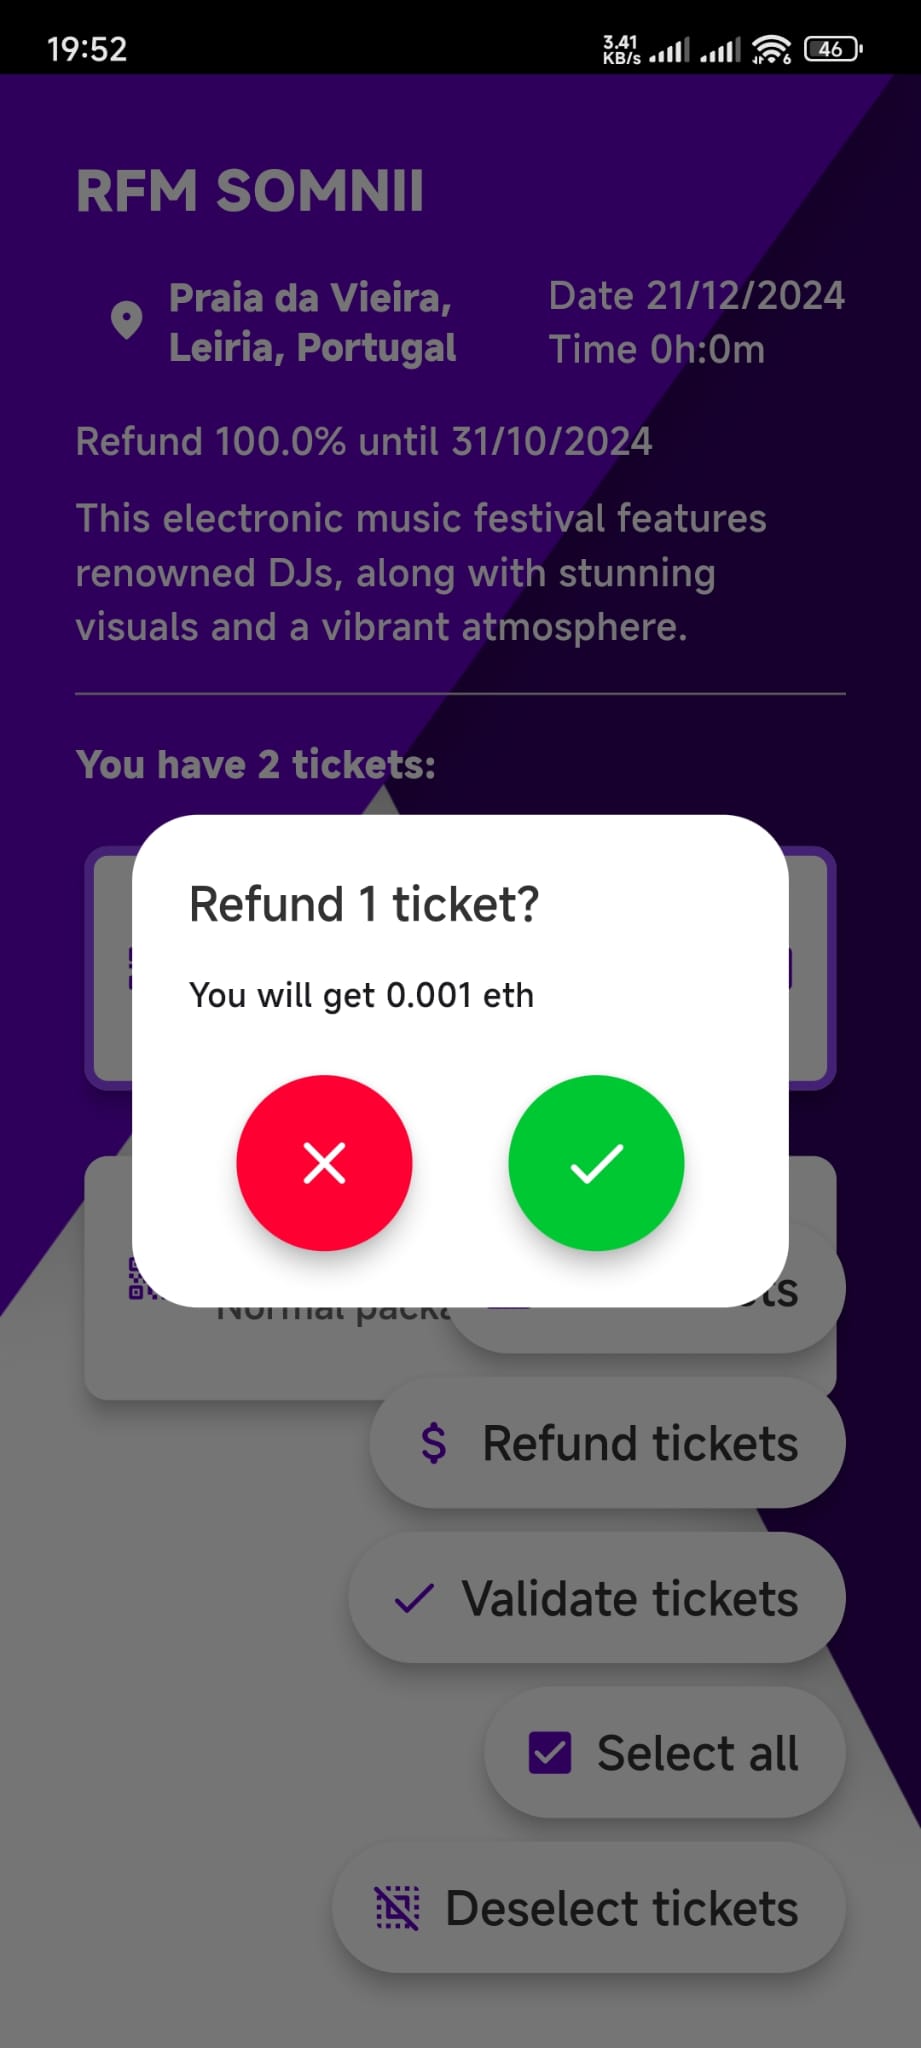 19:52
3.41
KB/s
6
46
RFM SOMNII
Praia da Vieira,
Leiria, Portugal
Date 21/12/2024
Time 0h:0m
Refund 100.0% until 31/10/2024
This electronic music festival features
renowned DJs, along with stunning
visuals and a vibrant atmosphere.
You have 2 tickets:
Refund 1 ticket?
You will get 0.001 eth
Normal
Refund tickets
Validate tickets
Select all
Deselect tickets